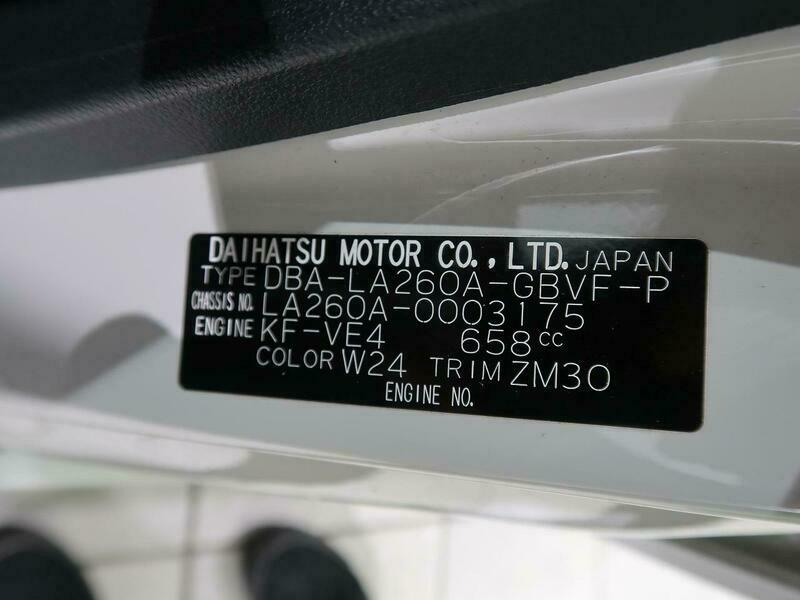 DAIHATSU MOTOR CO., LTD. JAPAN
TYPE DBA-LA260A-GBVF-P
CHASSIS NO. LA260A-0003175
ENGINE KF-VE4 658cc
COLOR W24 TRIM ZM30
ENGINE NO.